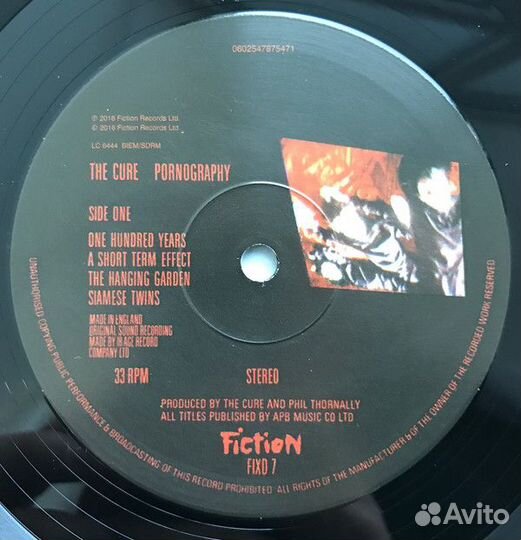 0602547875471
℗ 2016 Fiction Records Ltd.
© 2016 Fiction Records Ltd.
LC 6444 BIEM/SDRM
THE CURE PORNOGRAPHY
SIDE ONE
ONE HUNDRED YEARS
A SHORT TERM EFFECT
THE HANGING GARDEN
SIAMESE TWINS
MADE IN ENGLAND
ORIGINAL SOUND RECORDING
MADE BY 18 AGE RECORD
COMPANY LTD
33 RPM STEREO
PRODUCED BY THE CURE AND PHIL THORNALLY
ALL TITLES PUBLISHED BY APB MUSIC CO LTD
Fiction
FIXD 7
UNAUTHORISED COPYING PUBLIC PERFORMANCE & BROADCASTING OF THIS RECORD PROHIBITED. ALL RIGHTS OF THE MANUFACTURER & OF THE OWNER OF THE RECORDED WORK RESERVED
Avito